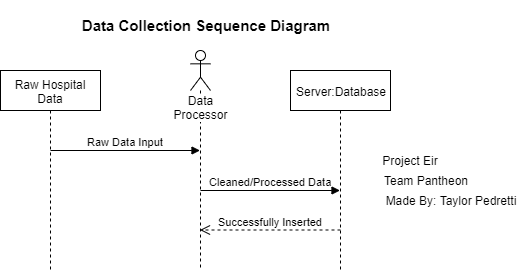 Data Collection Sequence Diagram
Raw Hospital
Data
Data
Processor
Server:Database
Raw Data Input
Cleaned/Processed Data
Successfully Inserted
Project Eir
Team Pantheon
Made By: Taylor Pedretti